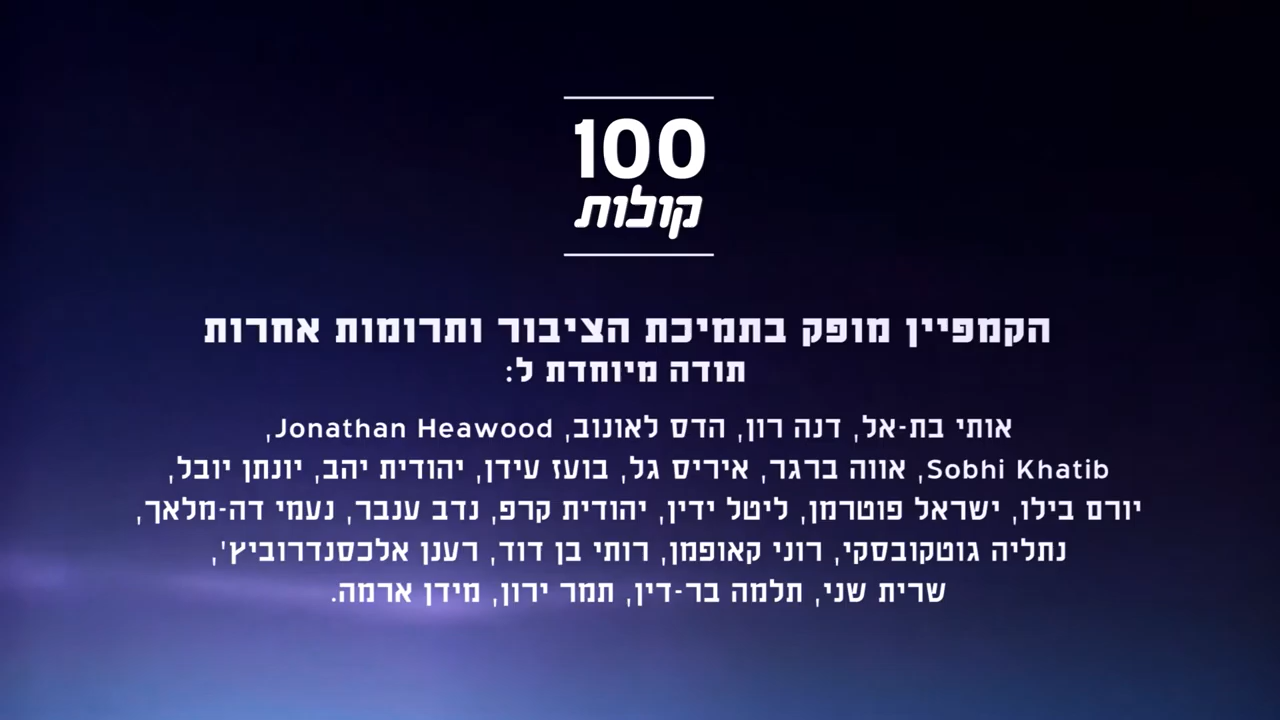 100
קולות
הקמפיין מופק בתמיכת הציבור ותרומות אחרות
תודה מיוחדת ל:
אותי בת-אל, דנה רון, הדס לאונוב, Jonathan Heawood,
Sobhi Khatib, אווה ברגר, איריס גל, בועז עידן, יהודית יהב, יונתן יובל,
יורם בילו, ישראל פוטרמן, ליטל ידין, יהודית קרפ, נדב ענבר, נעמי דה-מלאך,
נתליה גוטקובסקי, רוני קאופמן, רותי בן דוד, רענן אלכסנדרוביץ',
שרית שני, תלמה בר-דין, תמר ירון, מידן ארמה.